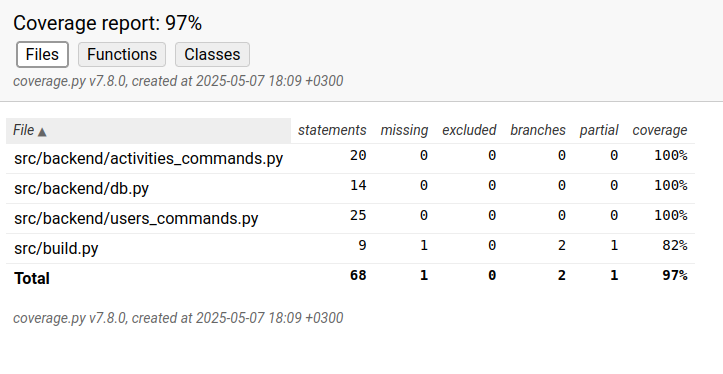 Coverage report: 97%
Files Functions Classes
coverage.py v7.8.0, created at 2025-05-07 18:09 +0300
File ▲ statements missing excluded branches partial coverage
src/backend/activities_commands.py 20 0 0 0 0 100%
src/backend/db.py 14 0 0 0 0 100%
src/backend/users_commands.py 25 0 0 0 0 100%
src/build.py 9 1 0 2 1 82%
Total 68 1 0 2 1 97%
coverage.py v7.8.0, created at 2025-05-07 18:09 +0300